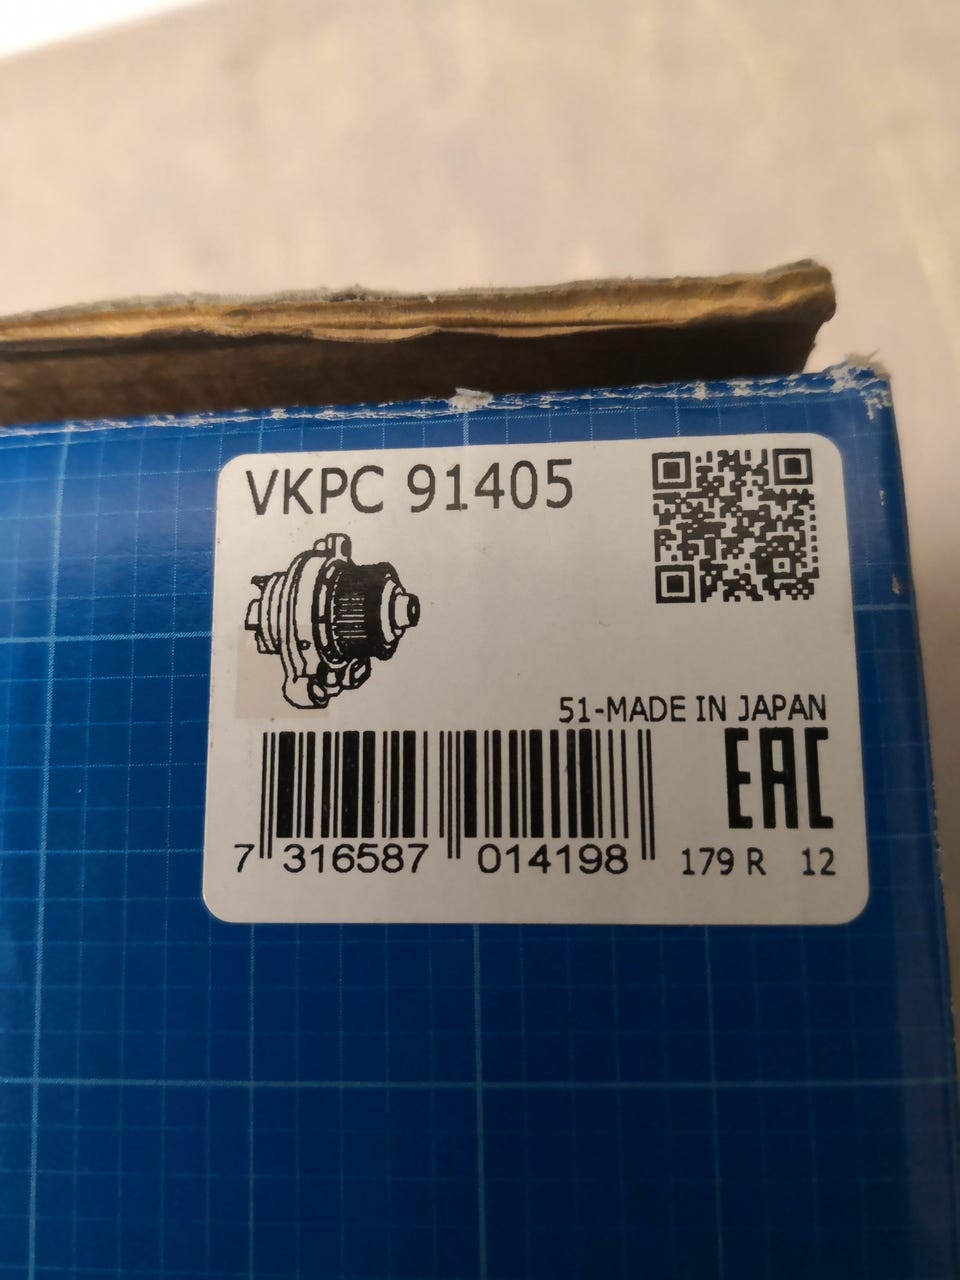 VKPC 91405
51-MADE IN JAPAN
EAC
7 316587 014198
179 R 12